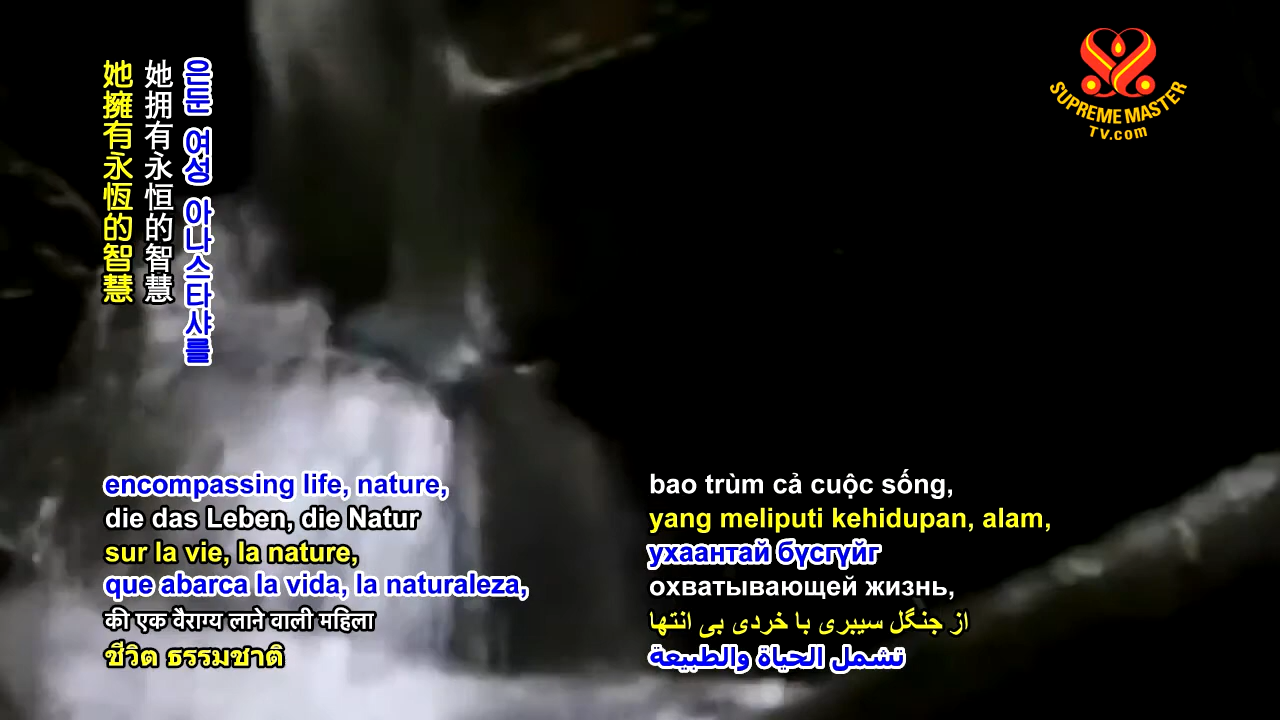 她擁有永恆的智慧
她拥有永恒的智慧
은둔 여성 아나스타샤를
SUPREME MASTER
TV.com
encompassing life, nature,
die das Leben, die Natur
sur la vie, la nature,
que abarca la vida, la naturaleza,
की एक वैराग्य लाने वाली महिला
ชีวิต ธรรมชาติ
bao trùm cả cuộc sống,
yang meliputi kehidupan, alam,
ухаантай бүсгүйг
охватывающей жизнь,
از جنگل سیبری با خردی بی انتها
تشمل الحياة والطبيعة